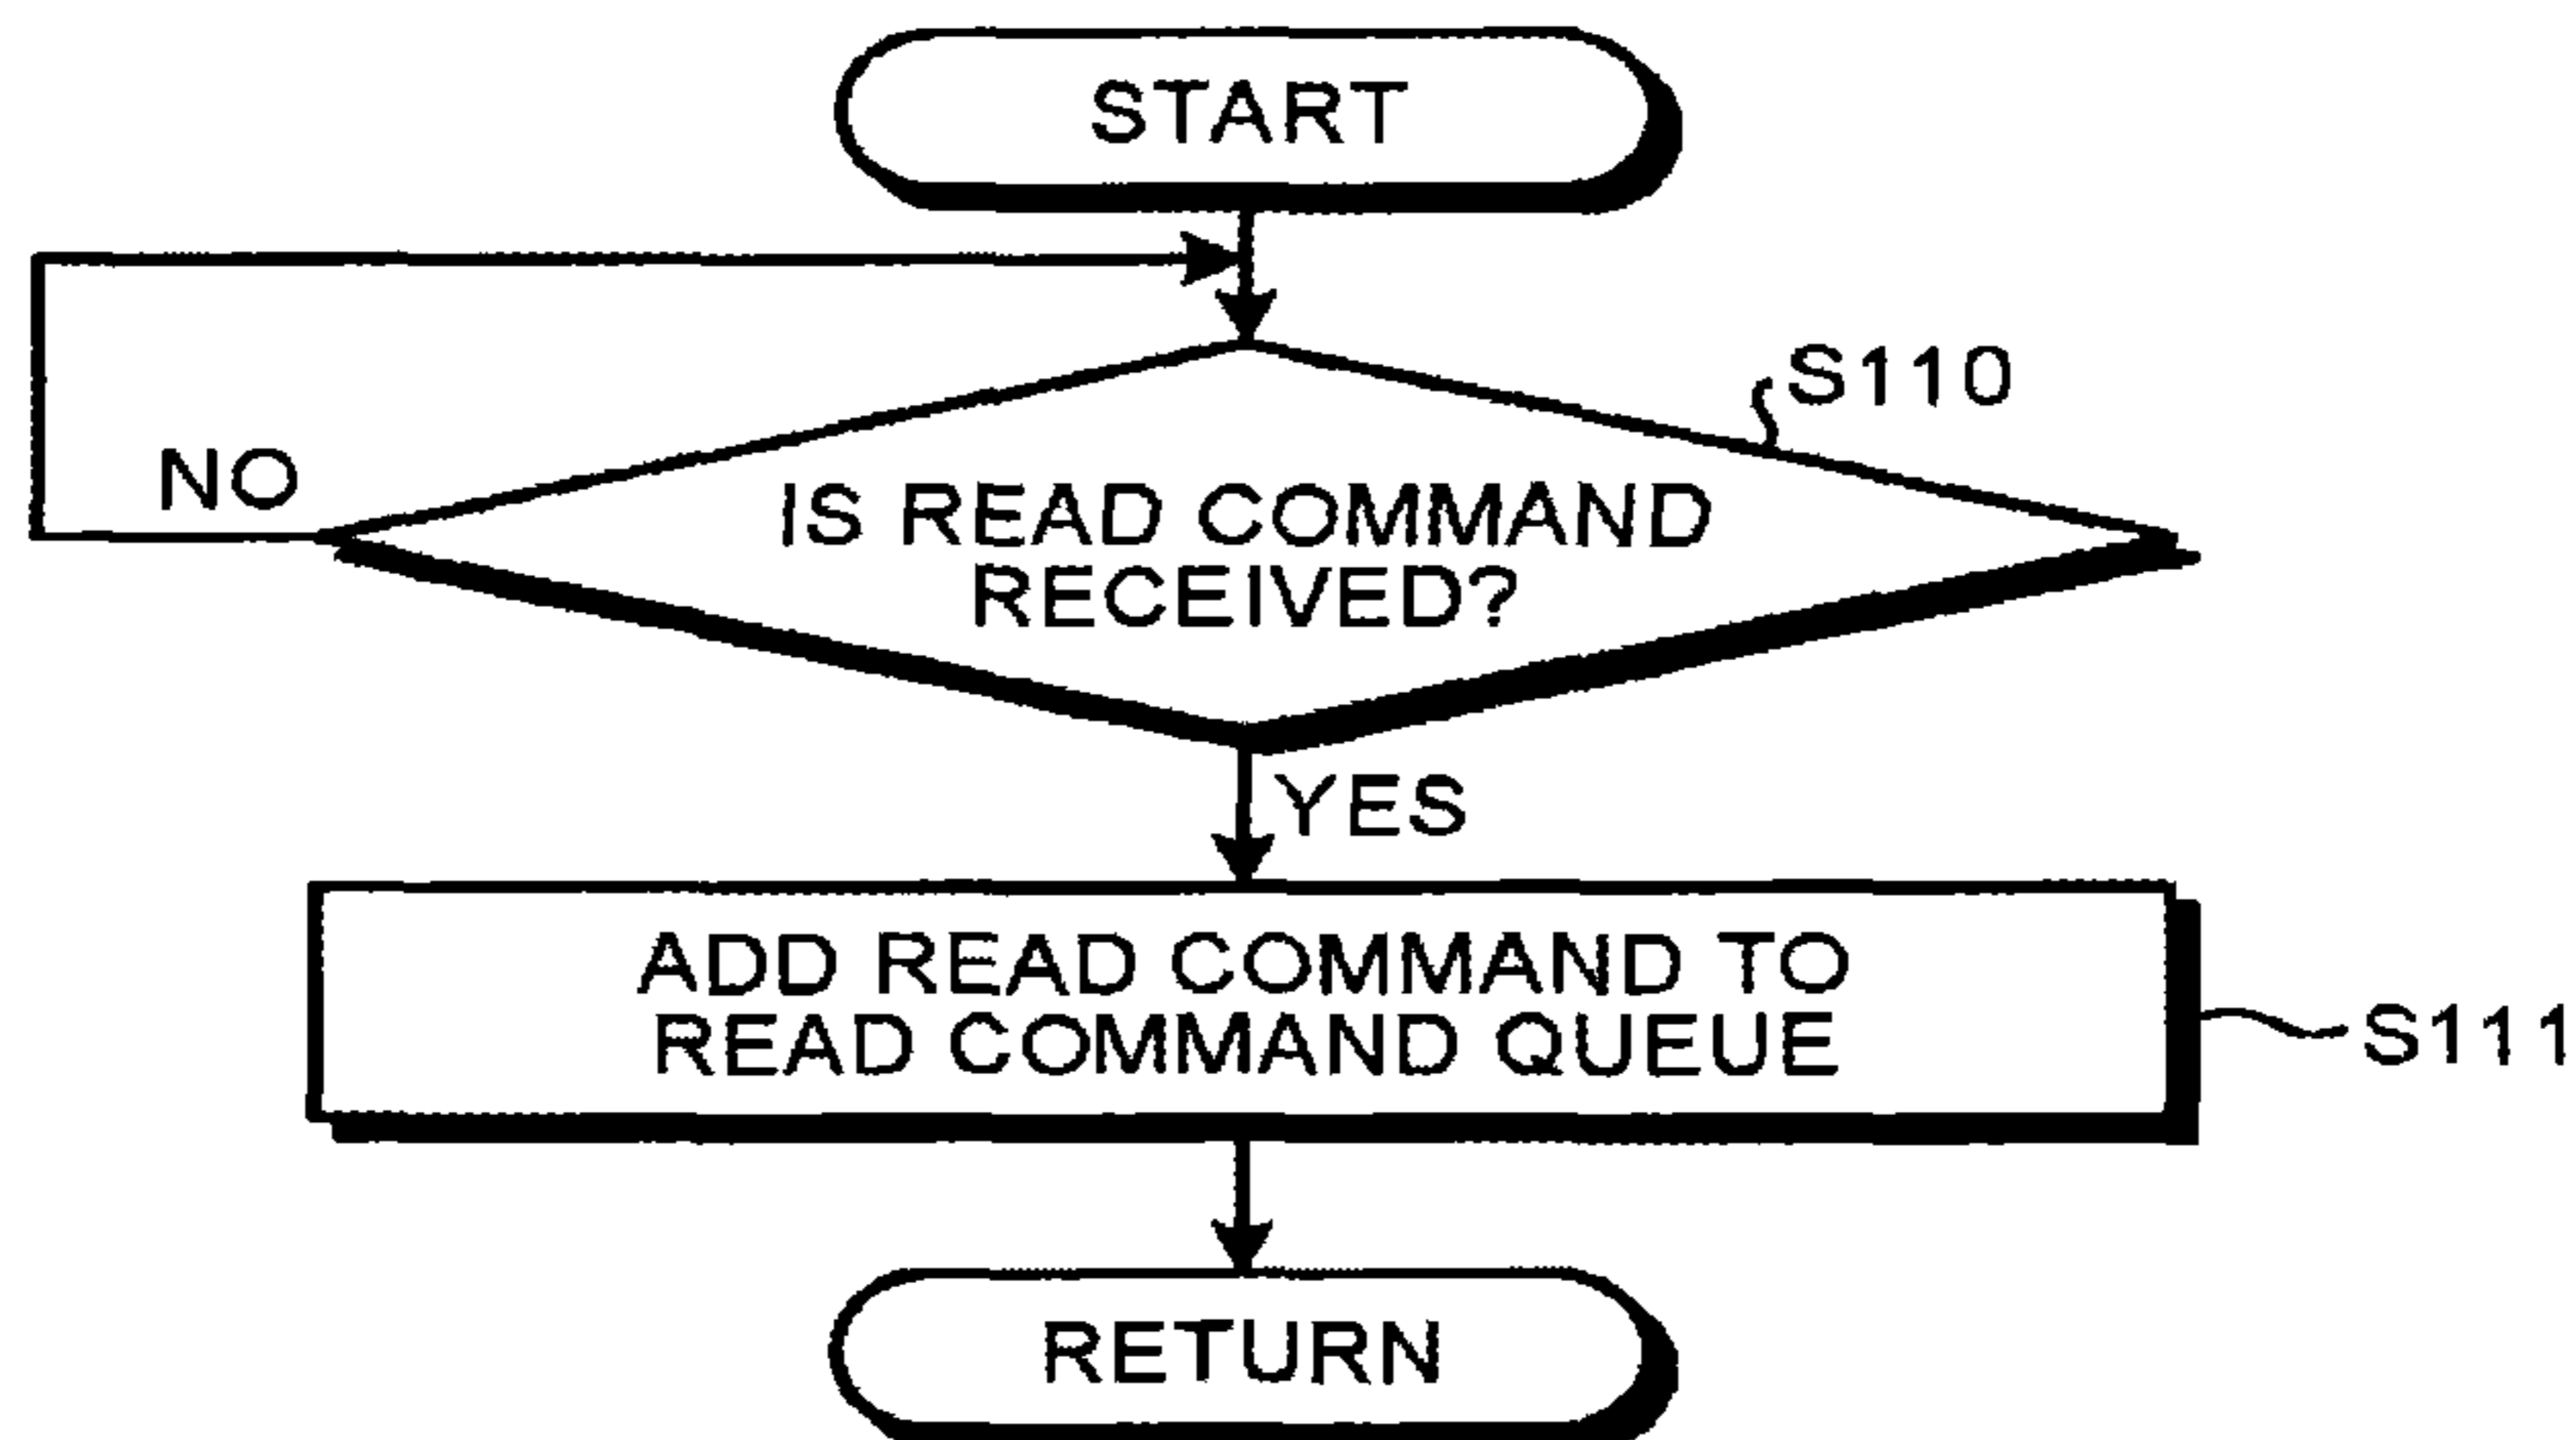 START
S110
NO
IS READ COMMAND
RECEIVED?
YES
ADD READ COMMAND TO
READ COMMAND QUEUE
S111
RETURN